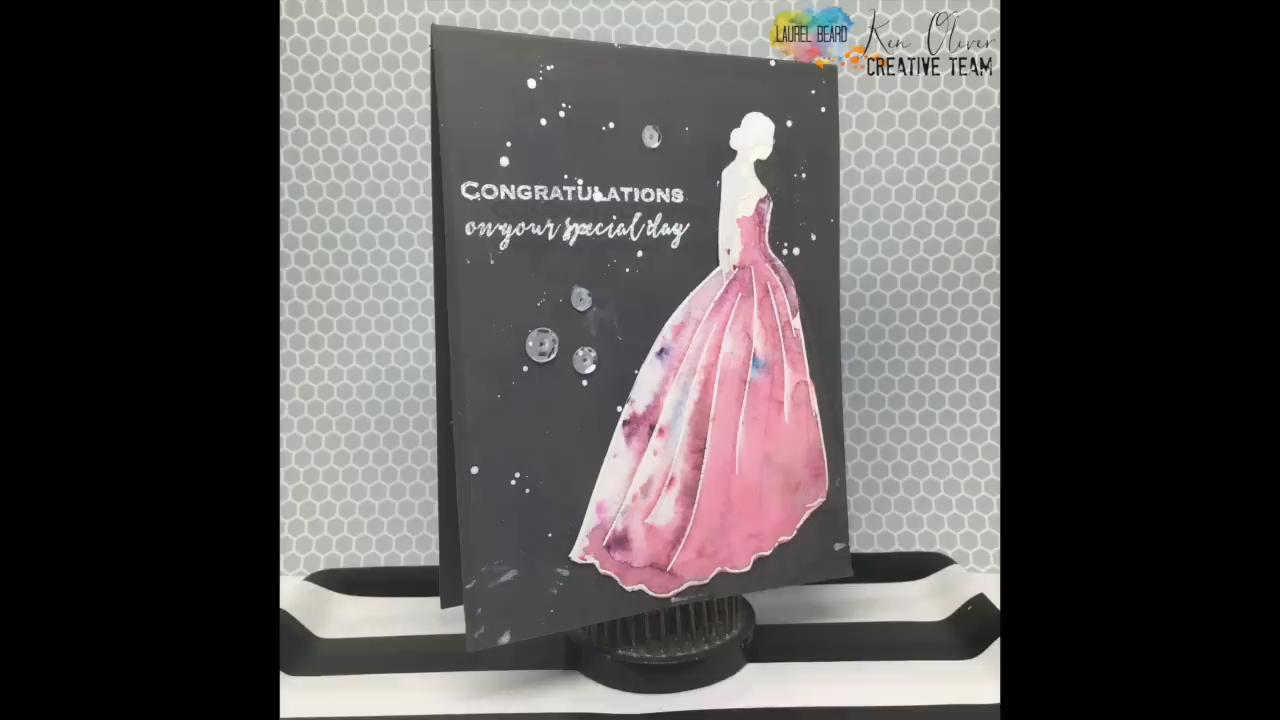 LAUREL BEARD
Ken Oliver
CREATIVE TEAM
CONGRATULATIONS
on your special day